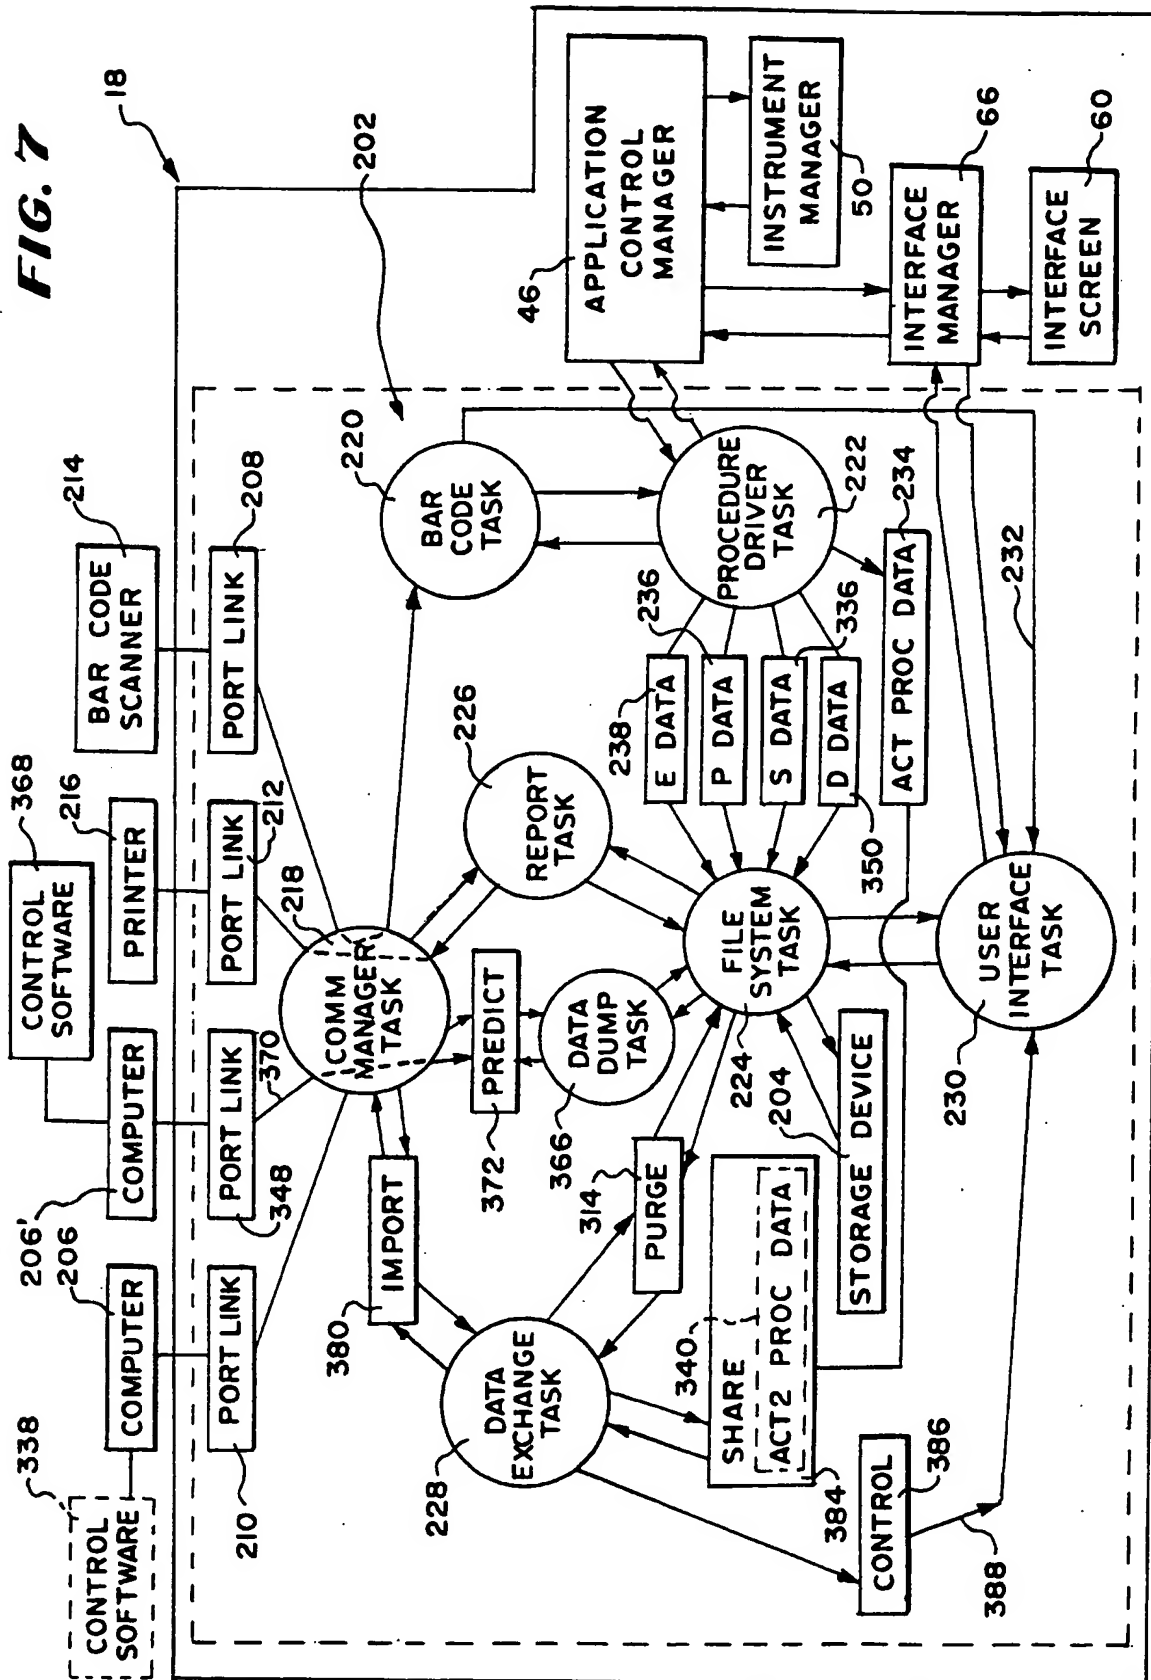 FIG. 7
18
338
CONTROL
SOFTWARE
206
COMPUTER
206'
COMPUTER
368
CONTROL
SOFTWARE
216
PRINTER
214
BAR CODE
SCANNER
210
PORT LINK
348
PORT LINK
370
212
PORT LINK
208
PORT LINK
202
218
COMM
MANAGER
TASK
220
BAR
CODE
TASK
380
IMPORT
372
PREDICT
226
REPORT
TASK
46
APPLICATION
CONTROL
MANAGER
INSTRUMENT
MANAGER
50
228
DATA
EXCHANGE
TASK
366
DATA
DUMP
TASK
314
PURGE
PROCEDURE
DRIVER
TASK
222
238
E DATA
236
P DATA
S DATA
336
D DATA
350
224
FILE
SYSTEM
TASK
234
ACT PROC DATA
384
SHARE
340
ACT2 PROC DATA
204
STORAGE DEVICE
INTERFACE
MANAGER
66
INTERFACE
SCREEN
60
386
CONTROL
388
230
USER
INTERFACE
TASK
232